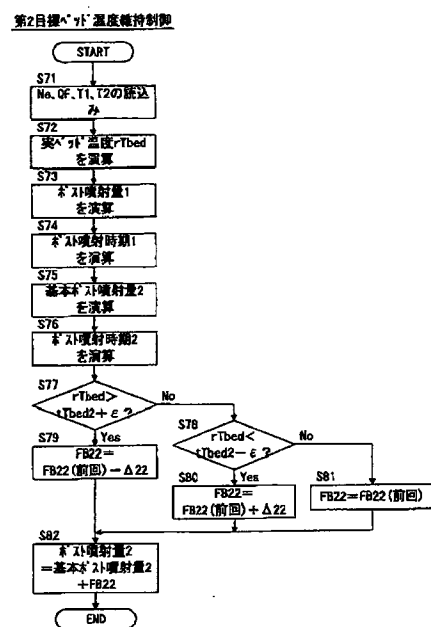 第2目標ﾍﾞｯﾄﾞ温度維持制御
START
S71
Ne、QF、T1、T2の読込
み
S72
実ﾍﾞｯﾄﾞ温度rTbed
を演算
S73
ﾎﾟｽﾄ噴射量1
を演算
S74
ﾎﾟｽﾄ噴射時期1
を演算
S75
基本ﾎﾟｽﾄ噴射量2
を演算
S76
ﾎﾟｽﾄ噴射時期2
を演算
S77
rTbed>
tTbed2+ε?
No
Yes
S78
rTbed<
tTbed2-ε?
No
Yes
S79
FB22=
FB22(前回)-Δ22
S80
FB22=
FB22(前回)+Δ22
S81
FB22=FB22(前回)
S82
ﾎﾟｽﾄ噴射量2
=基本ﾎﾟｽﾄ噴射量2
+FB22
END